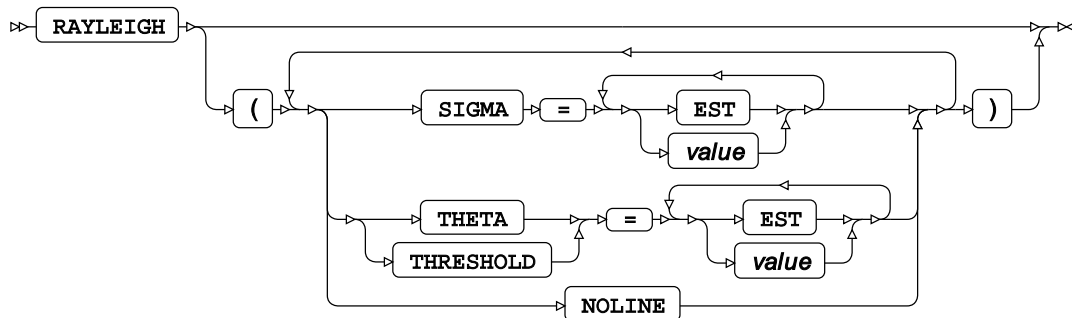 RAYLEIGH
( SIGMA = EST )
value
THETA = EST
THRESHOLD value
NOLINE